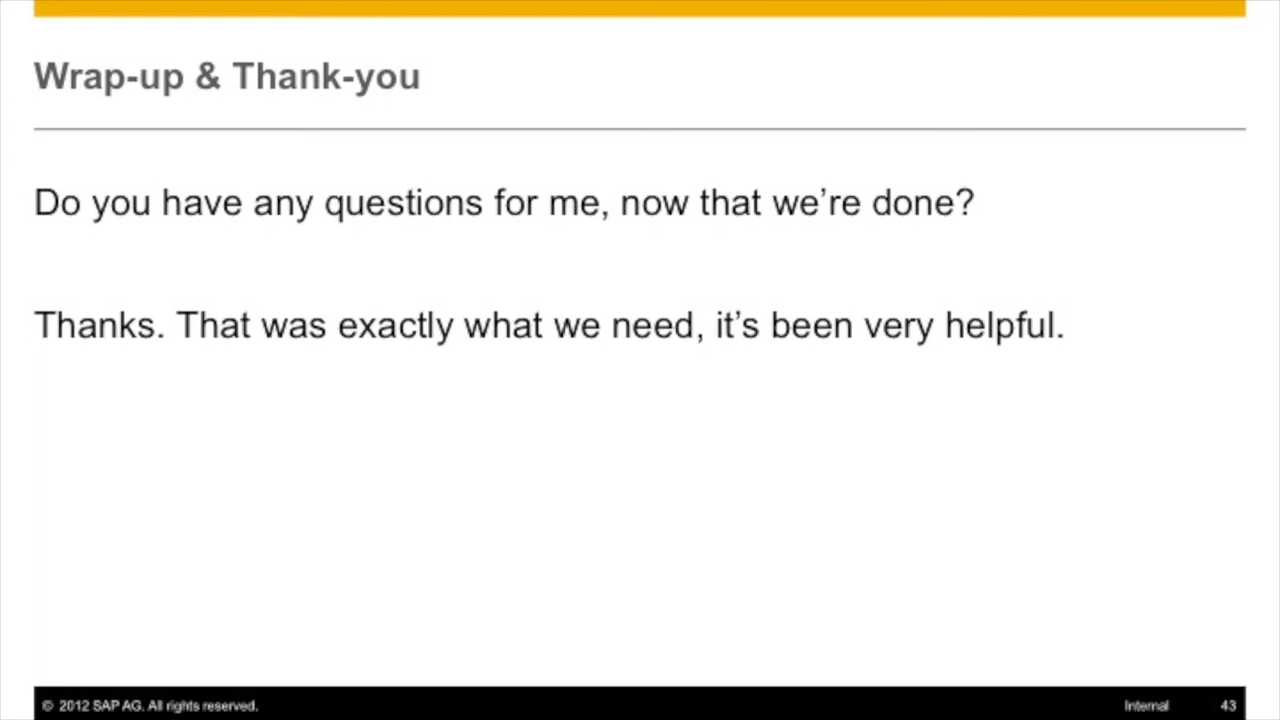 Wrap-up & Thank-you
Do you have any questions for me, now that we’re done?
Thanks. That was exactly what we need, it’s been very helpful.
© 2012 SAP AG. All rights reserved.
Internal
43